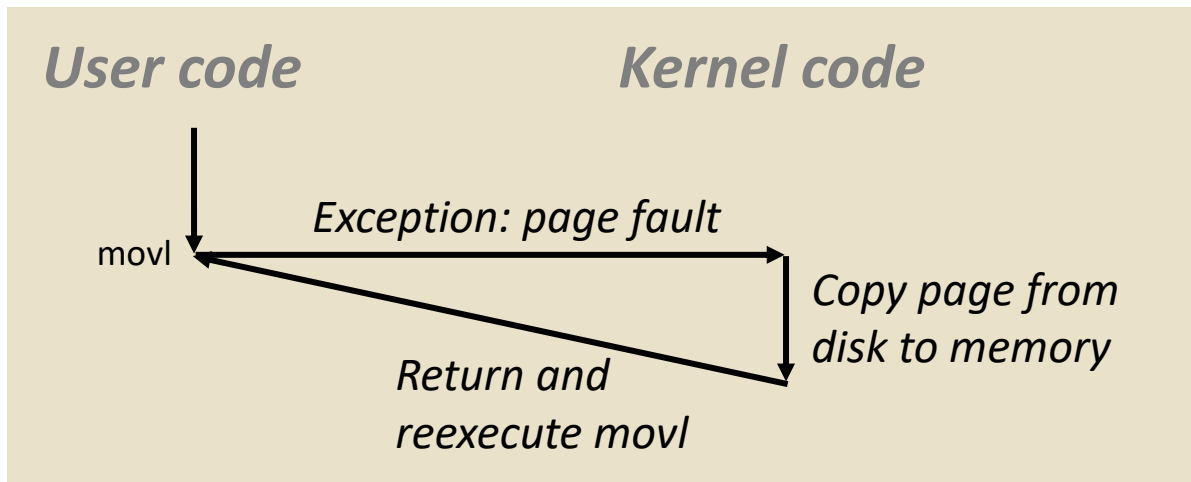 User code
Kernel code
Exception: page fault
movl
Copy page from
disk to memory
Return and
reexecute movl